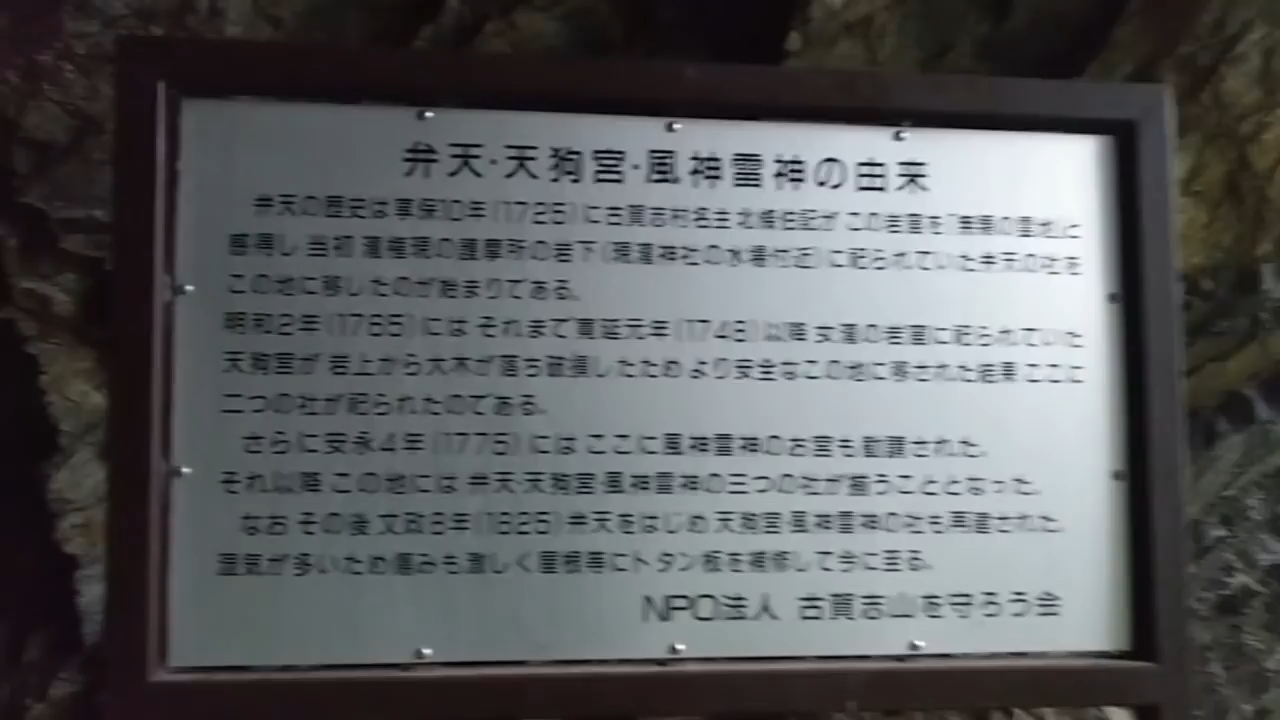 弁天・天狗宮・風神雷神の由来
弁天の歴史は享保10年(1725)に古賀志村名主 北條伯記が この岩窟を「無限の霊地」と
感得し 当初 瀧権現の護摩所の岩下(現瀧神社の水場付近)に祀られていた弁天の社を
この地に移したのが始まりである。
明和2年(1765)には それまで寛延元年(1748)以降 女瀧の岩窟に祀られていた
天狗宮が 岩上から大木が落ち破損したため より安全なこの地に移された結果 ここに
二つの社が祀られたのである。
さらに安永4年(1775)には ここに風神雷神のお宮も勧請された。
それ以降 この地には 弁天・天狗宮・風神雷神の三つの社が揃うこととなった。
なお その後 文政8年(1825)弁天をはじめ 天狗宮・風神雷神の社も再建された。
湿気が多いため傷みも激しく屋根等にトタン板を補修して今に至る。
NPO法人 古賀志山を守ろう会